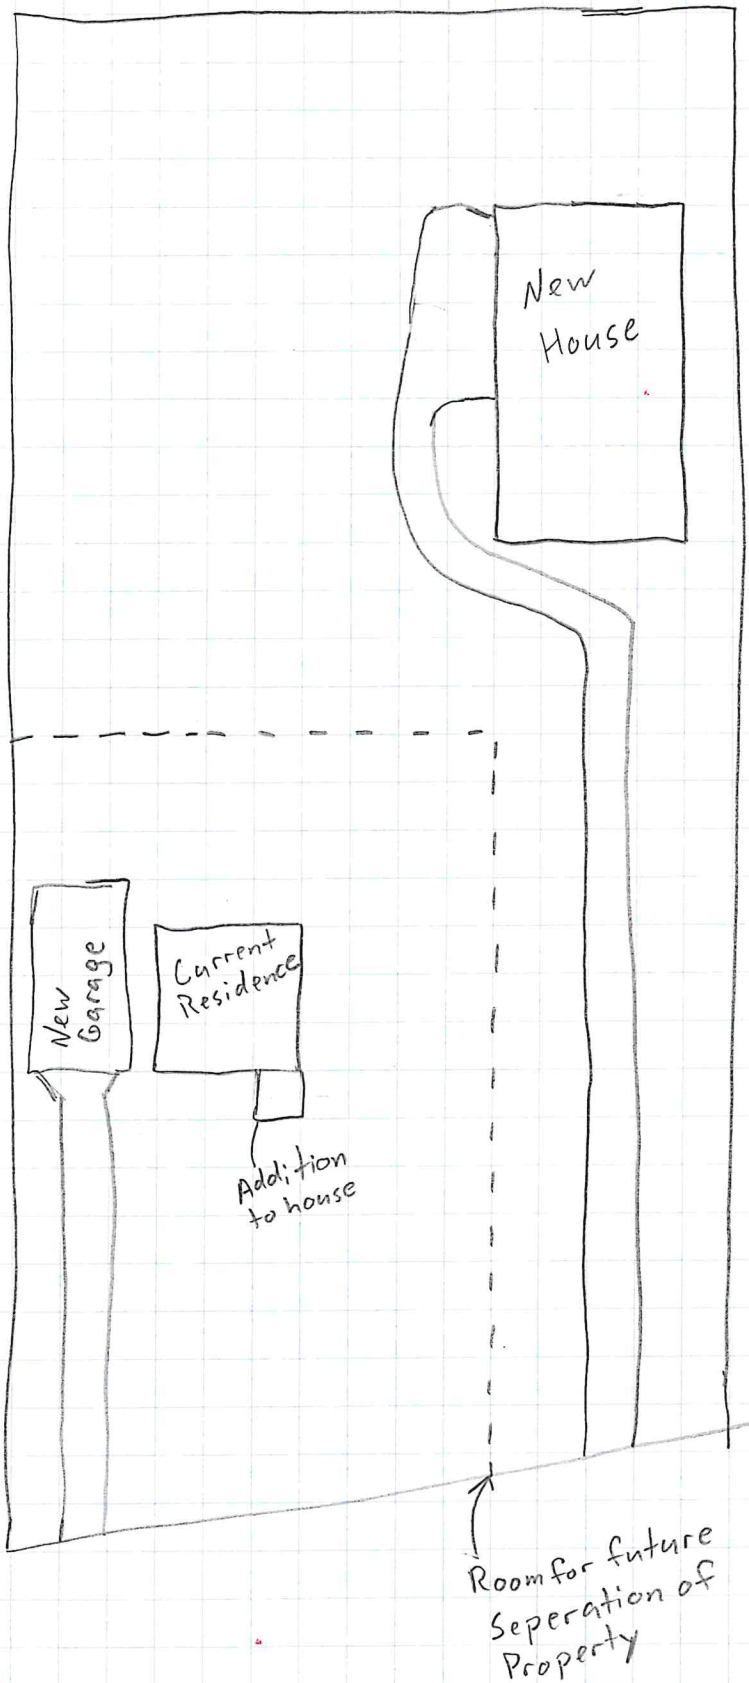 New
House
New
Garage
Current
Residence
Addition
to house
Room for future
Seperation of
Property